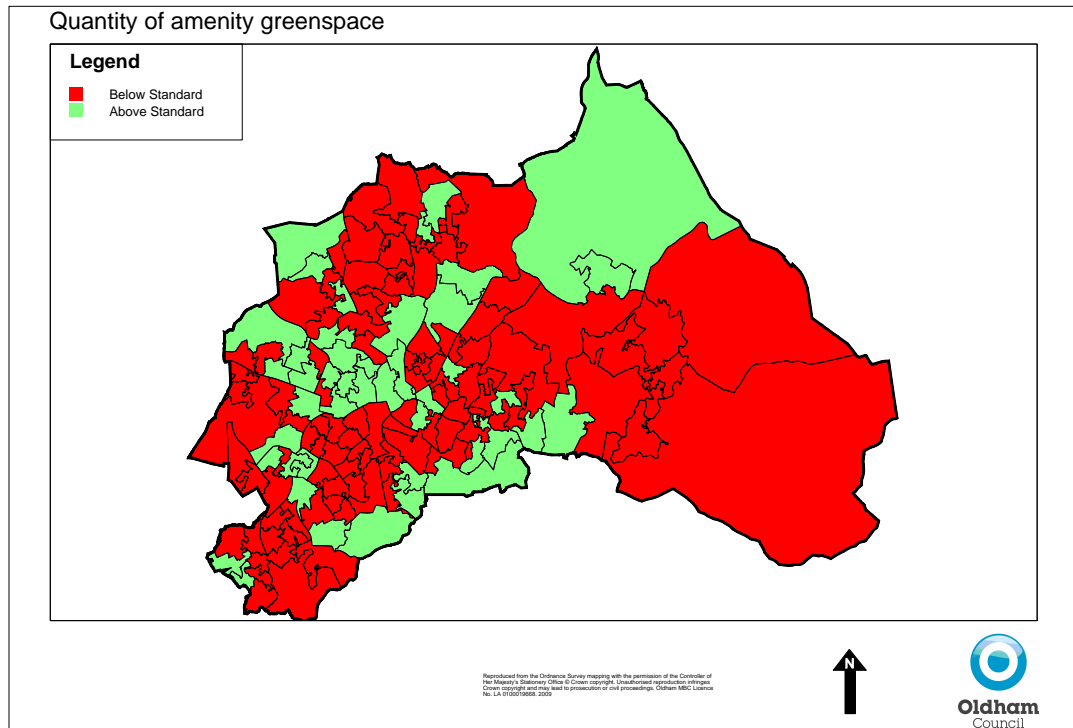 Quantity of amenity greenspace
Legend
Below Standard
Above Standard
Reproduced from the Ordnance Survey mapping with the permission of the Controller of
Her Majesty's Stationery Office © Crown copyright. Unauthorised reproduction infringes
Crown copyright and may lead to prosecution or civil proceedings. Oldham MBC Licence
No. LA 0100019668. 2009
N
Oldham
Council